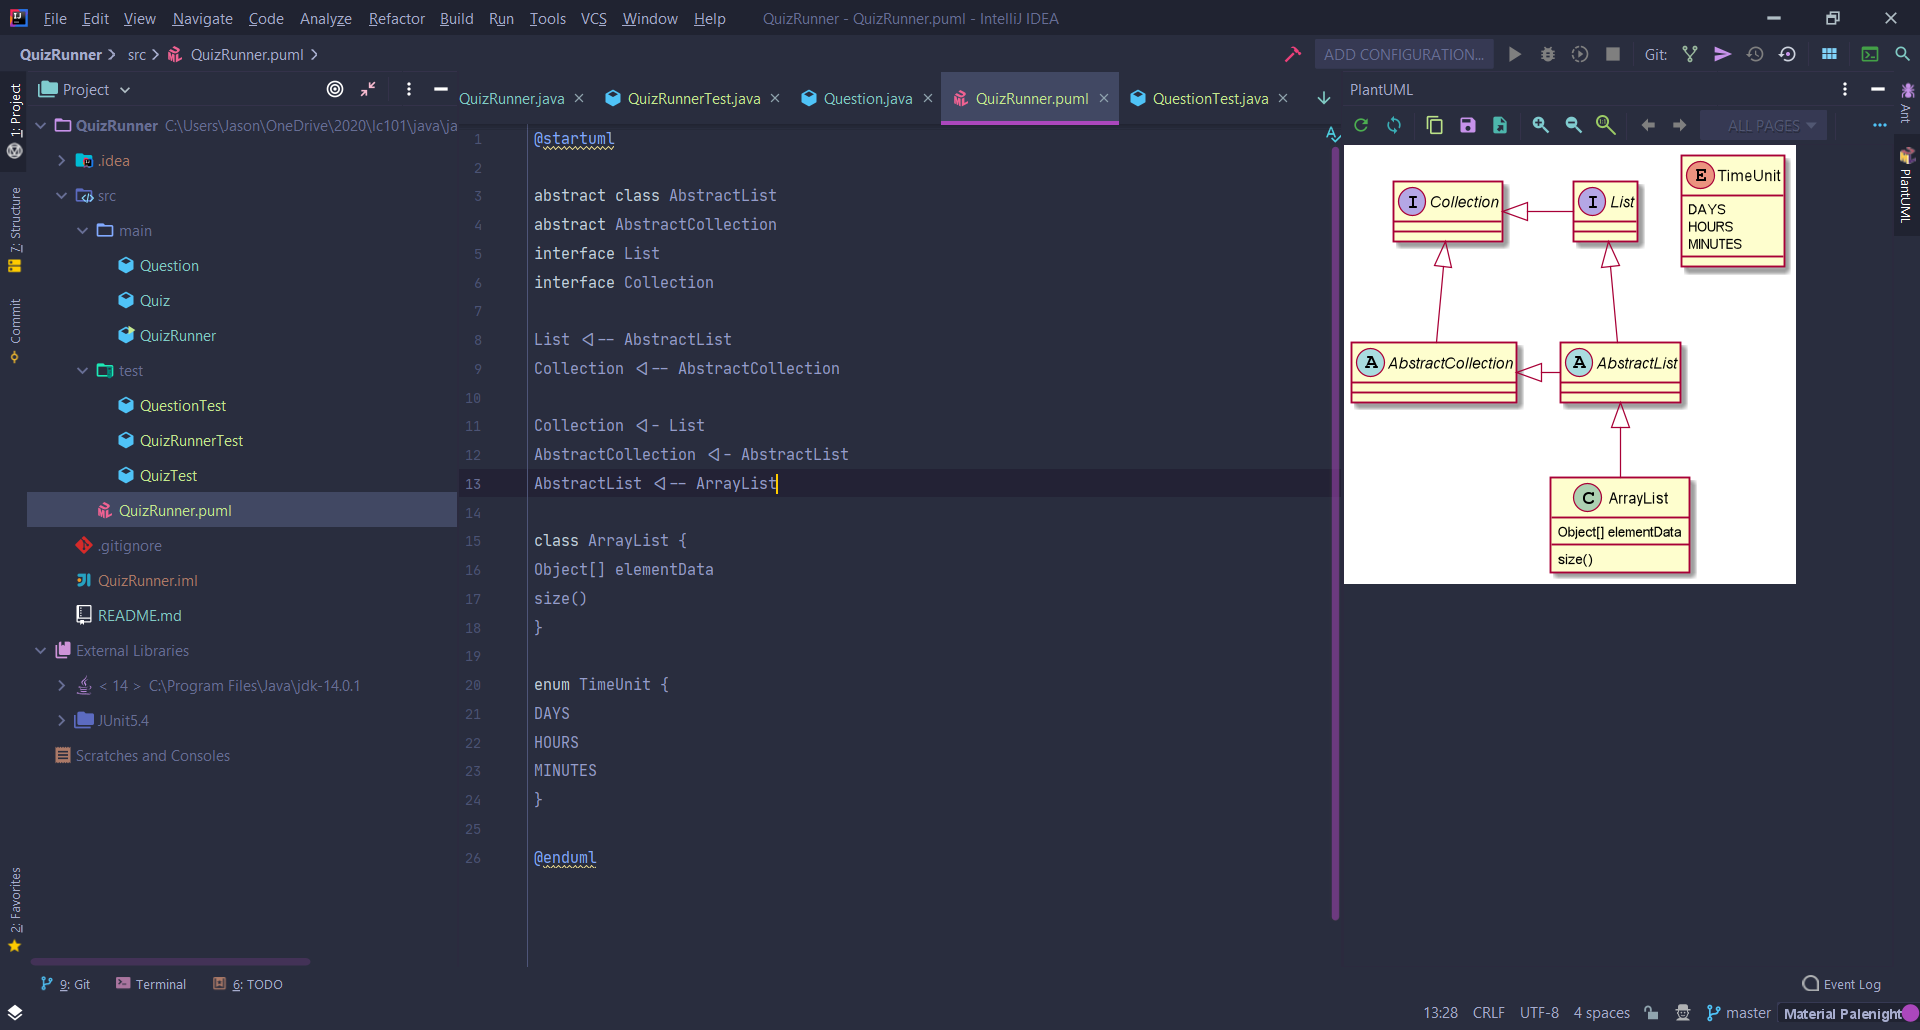 File Edit View Navigate Code Analyze Refactor Build Run Tools VCS Window Help QuizRunner - QuizRunner.puml - IntelliJ IDEA
QuizRunner src QuizRunner.puml ADD CONFIGURATION... Git:
Project
QuizRunner.java QuizRunnerTest.java Question.java QuizRunner.puml QuestionTest.java
PlantUML
ALL PAGES
1: Project
7: Structure
Commit
2: Favorites
QuizRunner C:\Users\Jason\OneDrive\2020\lc101\java\ja
.idea
src
main
Question
Quiz
QuizRunner
test
QuestionTest
QuizRunnerTest
QuizTest
QuizRunner.puml
.gitignore
QuizRunner.iml
README.md
External Libraries
< 14 > C:\Program Files\Java\jdk-14.0.1
JUnit5.4
Scratches and Consoles
1 @startuml
2
3 abstract class AbstractList
4 abstract AbstractCollection
5 interface List
6 interface Collection
7
8 List <|-- AbstractList
9 Collection <|-- AbstractCollection
10
11 Collection <|- List
12 AbstractCollection <|- AbstractList
13 AbstractList <|-- ArrayList
14
15 class ArrayList {
16 Object[] elementData
17 size()
18 }
19
20 enum TimeUnit {
21 DAYS
22 HOURS
23 MINUTES
24 }
25
26 @enduml
I Collection
I List
E TimeUnit
DAYS
HOURS
MINUTES
A AbstractCollection
A AbstractList
C ArrayList
Object[] elementData
size()
Ant
PlantUML
9: Git Terminal 6: TODO
Event Log
13:28 CRLF UTF-8 4 spaces master Material Palenight